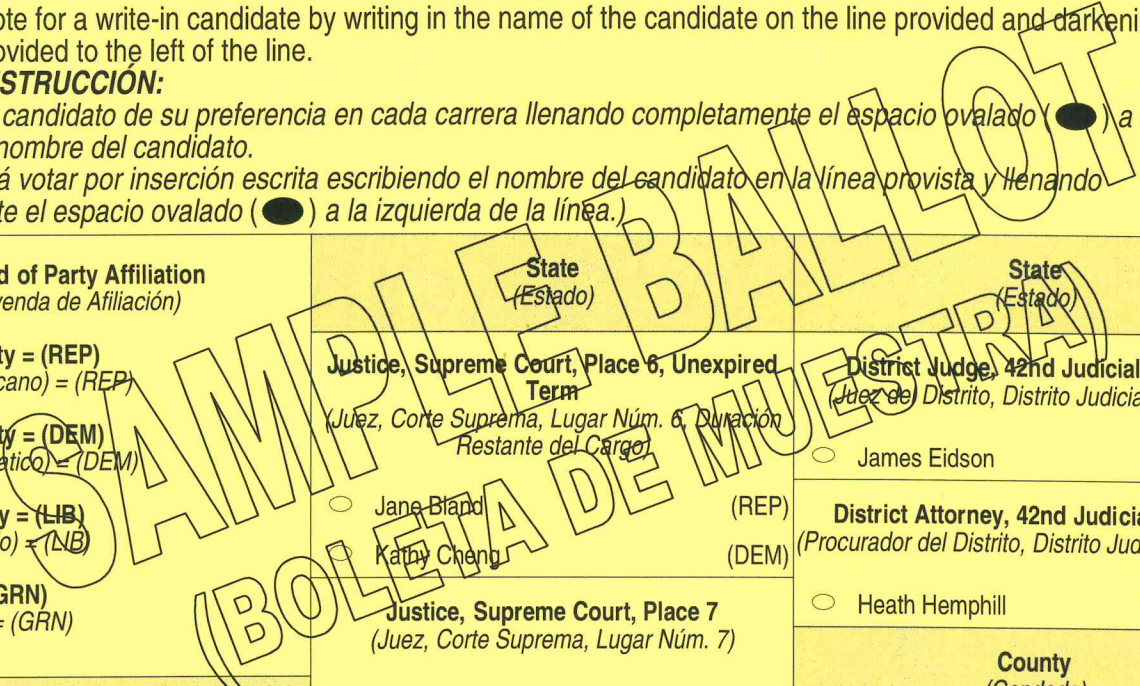 ote for a write-in candidate by writing in the name of the candidate on the line provided and darkeni
ovided to the left of the line.
STRUCCIÓN:
candidato de su preferencia en cada carrera llenando completamente el espacio ovalado ( ) a
nombre del candidato.
á votar por inserción escrita escribiendo el nombre del candidato en la línea provista y llenando
te el espacio ovalado ( ) a la izquierda de la línea.)
SAMPLE BALLOT
(BOLETA DE MUESTRA)
d of Party Affiliation
yenda de Afiliación)
ty = (REP)
cano) = (REP)
ty = (DEM)
atico) = (DEM)
y = (LIB)
o) = (LIB)
GRN)
= (GRN)
State
(Estado)
Justice, Supreme Court, Place 6, Unexpired
Term
(Juez, Corte Suprema, Lugar Núm. 6, Duración
Restante del Cargo)
Jane Bland (REP)
Kathy Cheng (DEM)
Justice, Supreme Court, Place 7
(Juez, Corte Suprema, Lugar Núm. 7)
State
(Estado)
District Judge, 42nd Judicial
(Juez del Distrito, Distrito Judicia
James Eidson
District Attorney, 42nd Judicia
(Procurador del Distrito, Distrito Jud
Heath Hemphill
County
(Condado)